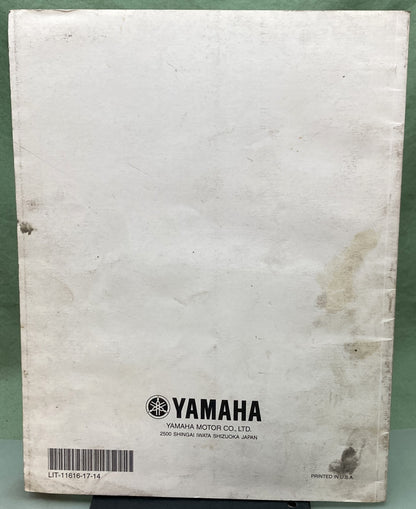 YAMAHA
YAMAHA MOTOR CO., LTD.
2500 SHINGAI IWATA SHIZUOKA JAPAN
LIT-11616-17-14
PRINTED IN U.S.A.